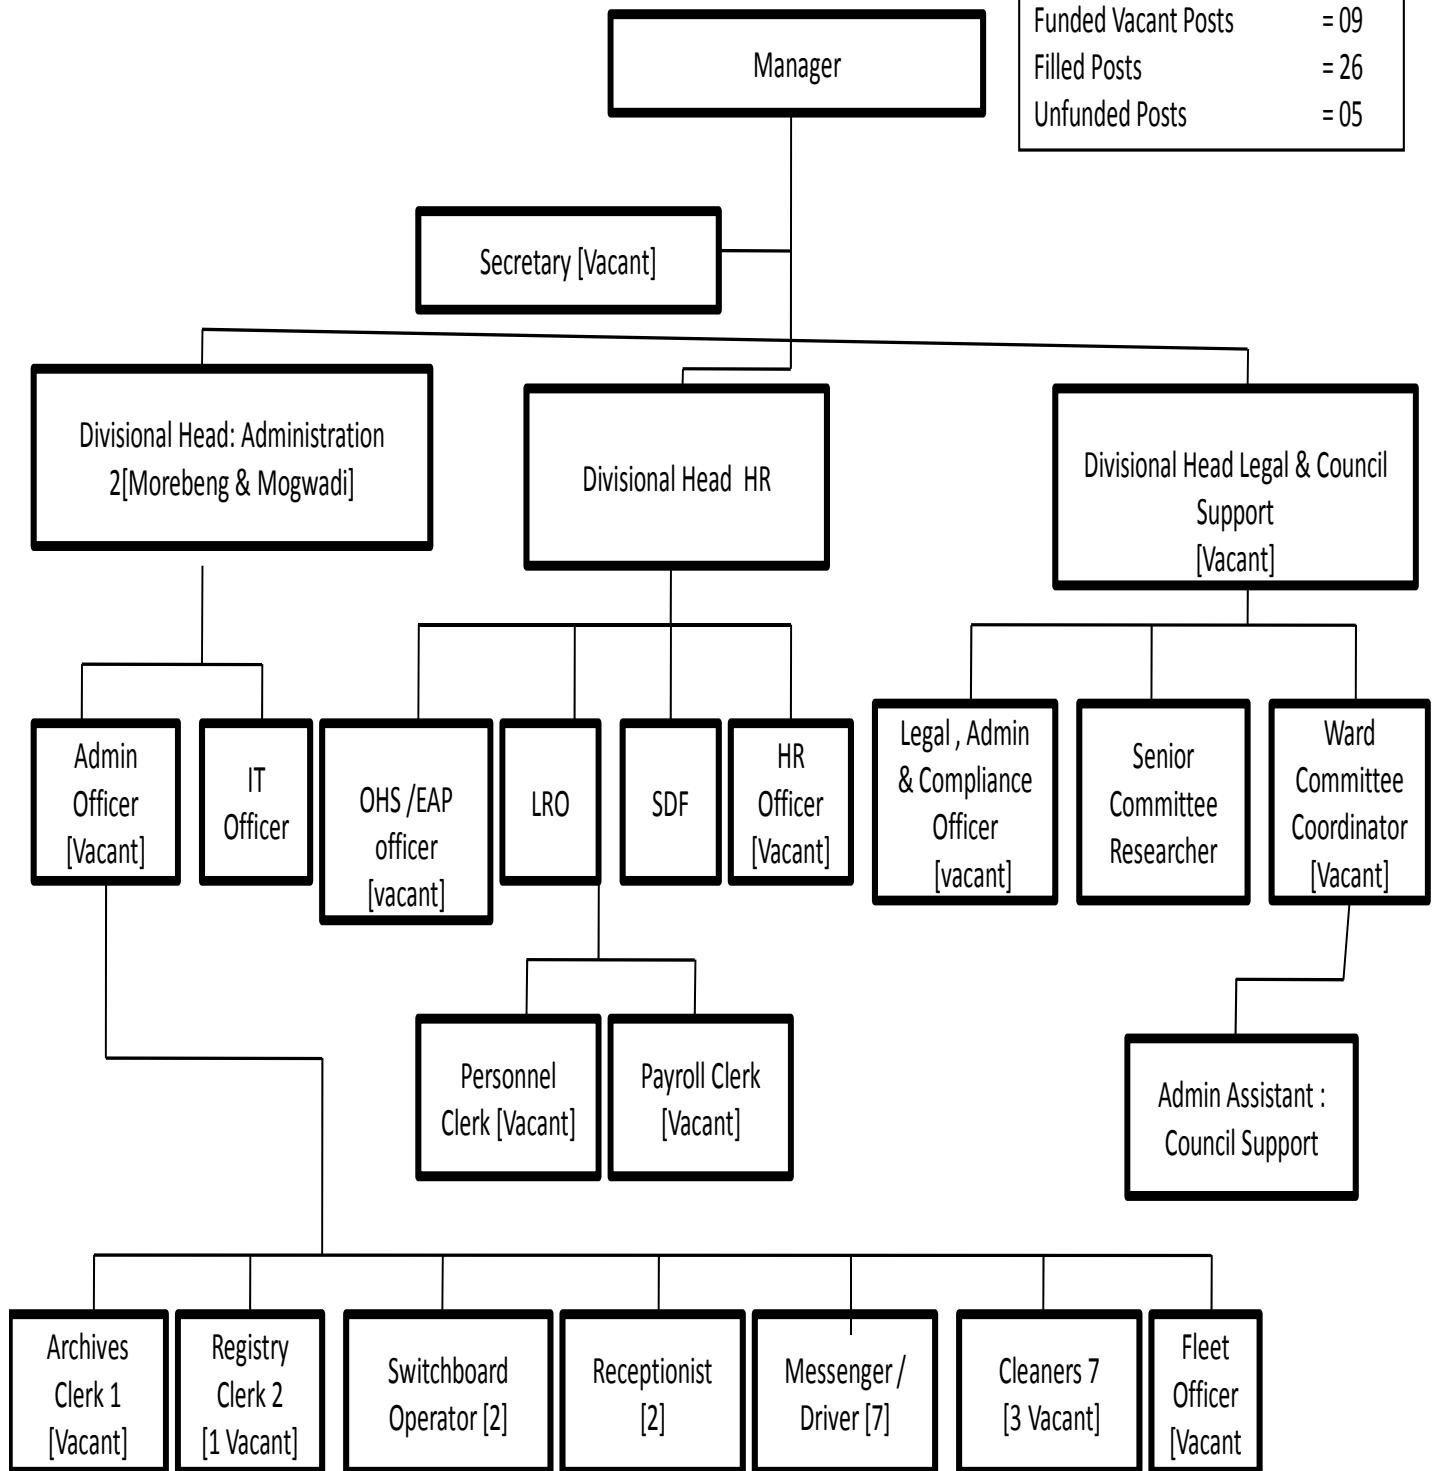 Funded Vacant Posts = 09
Filled Posts = 26
Unfunded Posts = 05
Manager
Secretary [Vacant]
Divisional Head: Administration
2[Morebeng & Mogwadi]
Divisional Head HR
Divisional Head Legal & Council
Support
[Vacant]
Admin
Officer
[Vacant]
IT
Officer
OHS /EAP
officer
[vacant]
LRO
SDF
HR
Officer
[Vacant]
Legal , Admin
& Compliance
Officer
[vacant]
Senior
Committee
Researcher
Ward
Committee
Coordinator
[Vacant]
Personnel
Clerk [Vacant]
Payroll Clerk
[Vacant]
Admin Assistant :
Council Support
Archives
Clerk 1
[Vacant]
Registry
Clerk 2
[1 Vacant]
Switchboard
Operator [2]
Receptionist
[2]
Messenger /
Driver [7]
Cleaners 7
[3 Vacant]
Fleet
Officer
[Vacant